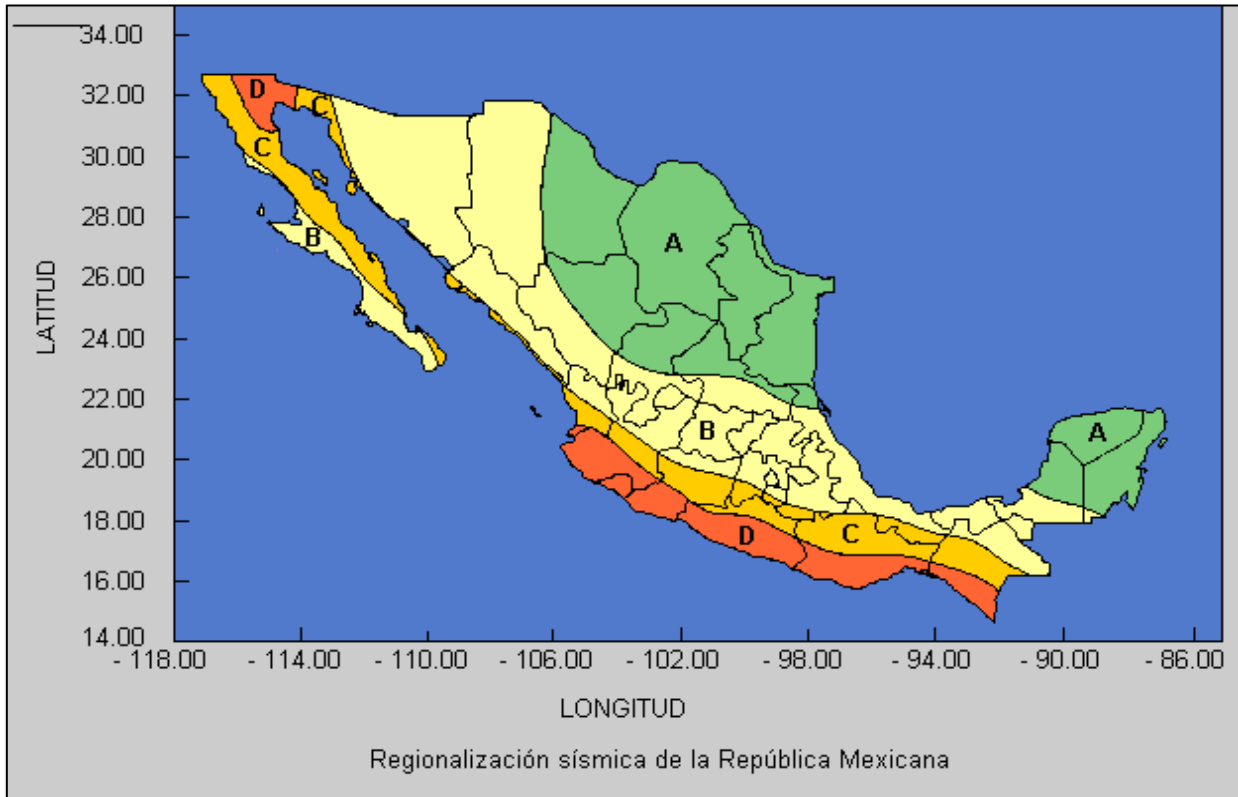 34.00
32.00
30.00
28.00
26.00
24.00
22.00
20.00
18.00
16.00
14.00
LATITUD
D
C
C
B
A
B
A
C
D
- 118.00 - 114.00 - 110.00 - 106.00 - 102.00 - 98.00 - 94.00 - 90.00 - 86.00
LONGITUD
Regionalización sísmica de la República Mexicana